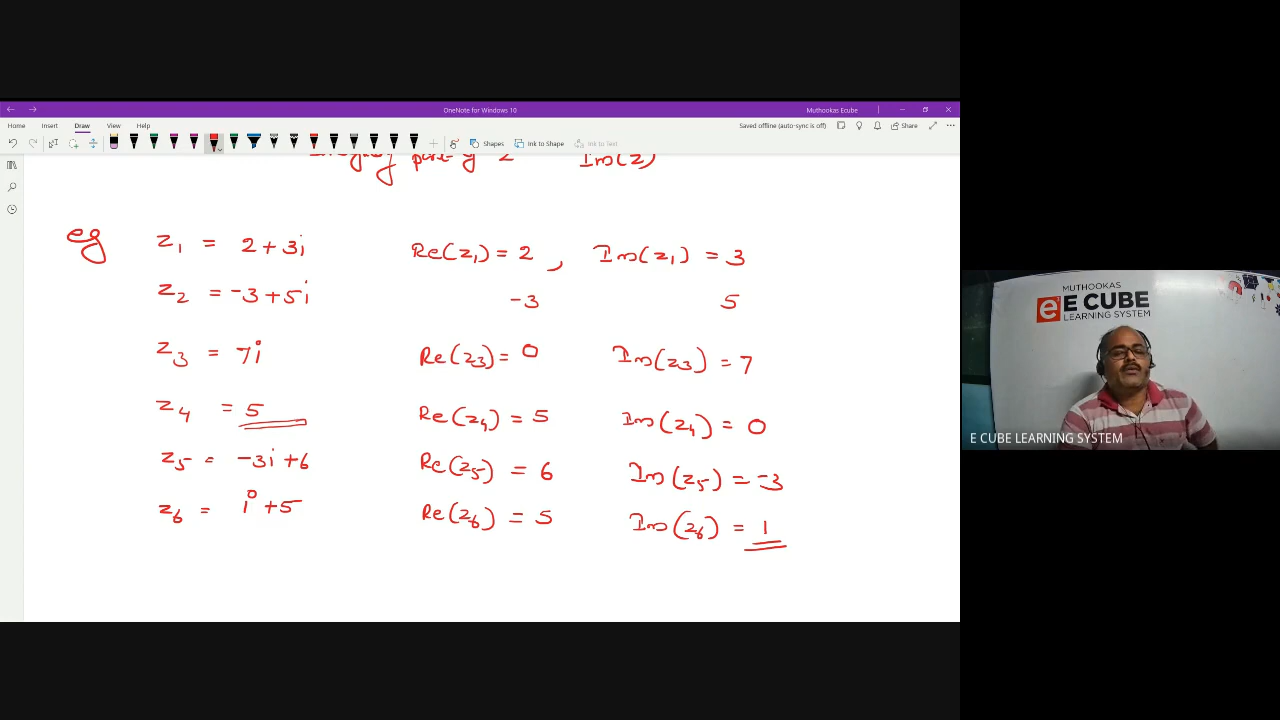 OneNote for Windows 10
Muthookas Ecube
Home Insert Draw View Help
Saved offline (auto-sync is off) Share
Shapes Ink to Shape Ink to Text
Imaginary part of z Im(z)
eg z₁ = 2 + 3i Re(z₁) = 2 , Im(z₁) = 3
z₂ = -3 + 5i -3 5
z₃ = 7i Re(z₃) = 0 Im(z₃) = 7
z₄ = 5 Re(z₄) = 5 Im(z₄) = 0
z₅ = -3i + 6 Re(z₅) = 6 Im(z₅) = -3
z₆ = i + 5 Re(z₆) = 5 Im(z₆) = 1
MUTHOOKAS
e E CUBE
LEARNING SYSTEM
E CUBE LEARNING SYSTEM